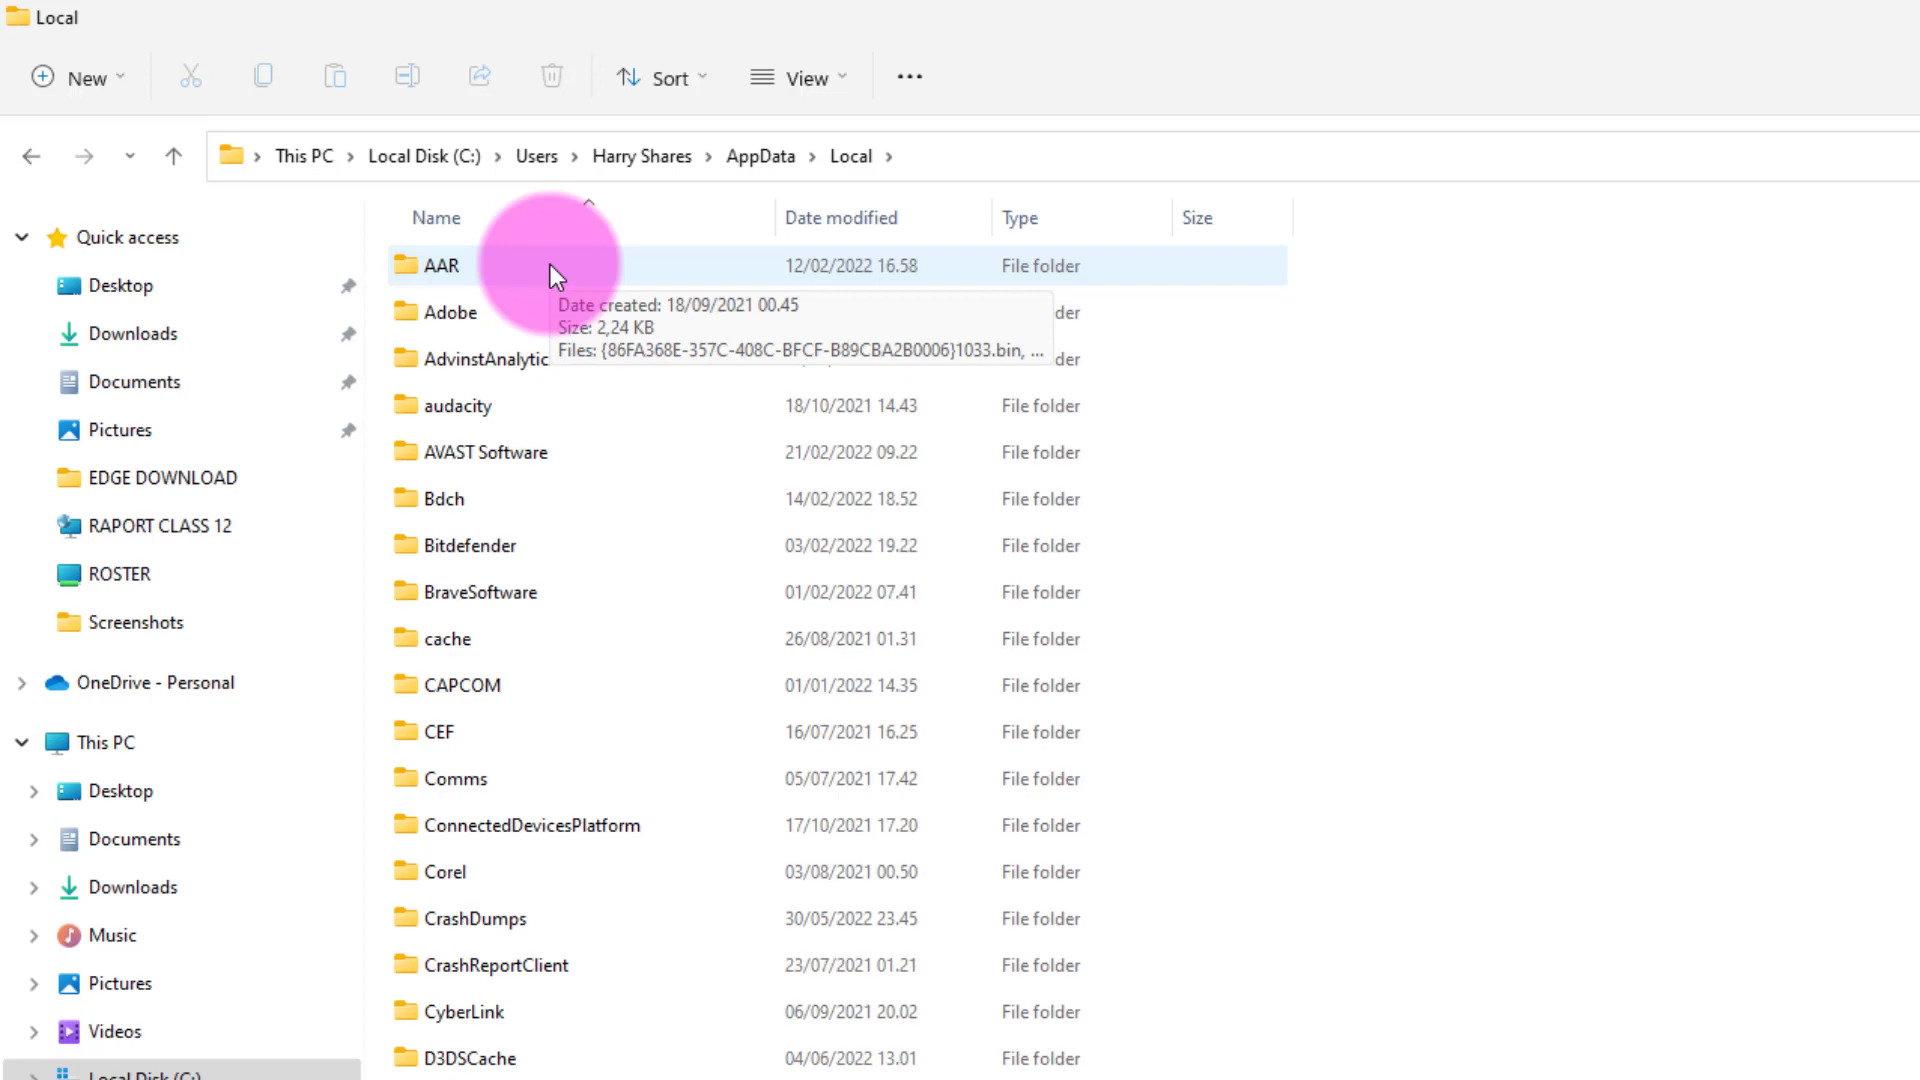 Local
New
Sort
View
This PC > Local Disk (C:) > Users > Harry Shares > AppData > Local >
Name Date modified Type Size
Quick access
Desktop
Downloads
Documents
Pictures
EDGE DOWNLOAD
RAPORT CLASS 12
ROSTER
Screenshots
OneDrive - Personal
This PC
Desktop
Documents
Downloads
Music
Pictures
Videos
Local Disk (C:)
AAR 12/02/2022 16.58 File folder
Date created: 18/09/2021 00.45
Size: 2,24 KB
Files: {86FA368E-357C-408C-BFCF-B89CBA2B0006}1033.bin, ...
Adobe der
AdvinstAnalytic der
audacity 18/10/2021 14.43 File folder
AVAST Software 21/02/2022 09.22 File folder
Bdch 14/02/2022 18.52 File folder
Bitdefender 03/02/2022 19.22 File folder
BraveSoftware 01/02/2022 07.41 File folder
cache 26/08/2021 01.31 File folder
CAPCOM 01/01/2022 14.35 File folder
CEF 16/07/2021 16.25 File folder
Comms 05/07/2021 17.42 File folder
ConnectedDevicesPlatform 17/10/2021 17.20 File folder
Corel 03/08/2021 00.50 File folder
CrashDumps 30/05/2022 23.45 File folder
CrashReportClient 23/07/2021 01.21 File folder
CyberLink 06/09/2021 20.02 File folder
D3DSCache 04/06/2022 13.01 File folder